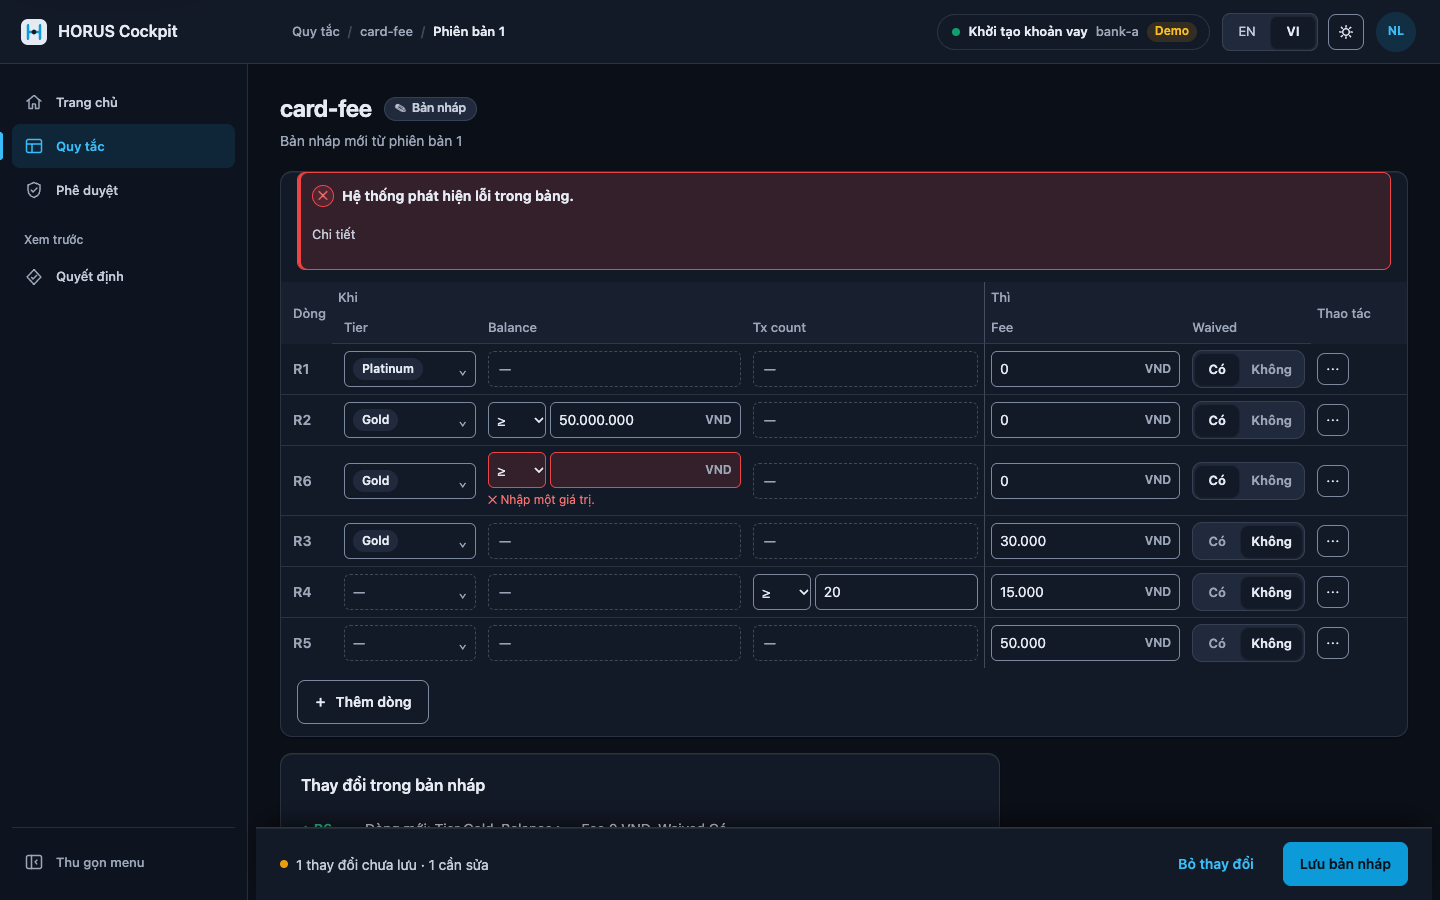 HORUS Cockpit
Quy tắc / card-fee / Phiên bản 1
Khởi tạo khoản vay bank-a Demo
EN VI
NL
Trang chủ
Quy tắc
Phê duyệt
Xem trước
Quyết định
Thu gọn menu
card-fee
✎ Bản nháp
Bản nháp mới từ phiên bản 1
Hệ thống phát hiện lỗi trong bảng.
Chi tiết
Dòng Khi Thì Thao tác
Tier Balance Tx count Fee Waived
R1 Platinum — — 0 VND Có Không ...
R2 Gold ≥ 50.000.000 VND — 0 VND Có Không ...
R6 Gold ≥ VND — 0 VND Có Không ...
✕ Nhập một giá trị.
R3 Gold — — 30.000 VND Có Không ...
R4 — — ≥ 20 15.000 VND Có Không ...
R5 — — — 50.000 VND Có Không ...
+ Thêm dòng
Thay đổi trong bản nháp
1 thay đổi chưa lưu · 1 cần sửa
Bỏ thay đổi
Lưu bản nháp